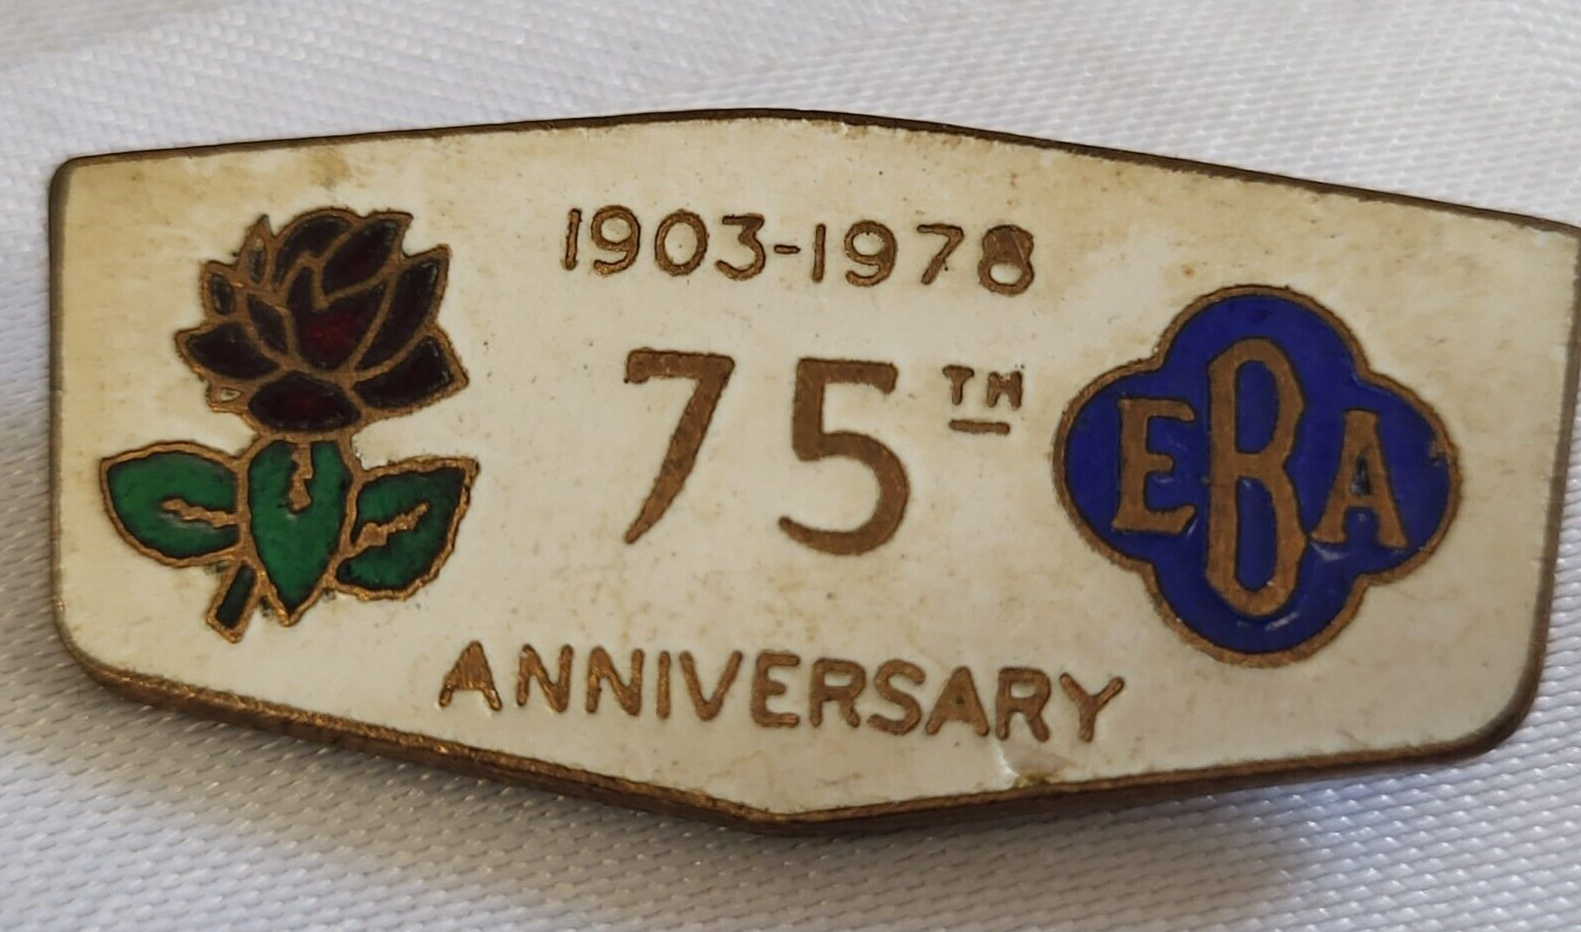 1903-1978
75TH
ANNIVERSARY
EBA